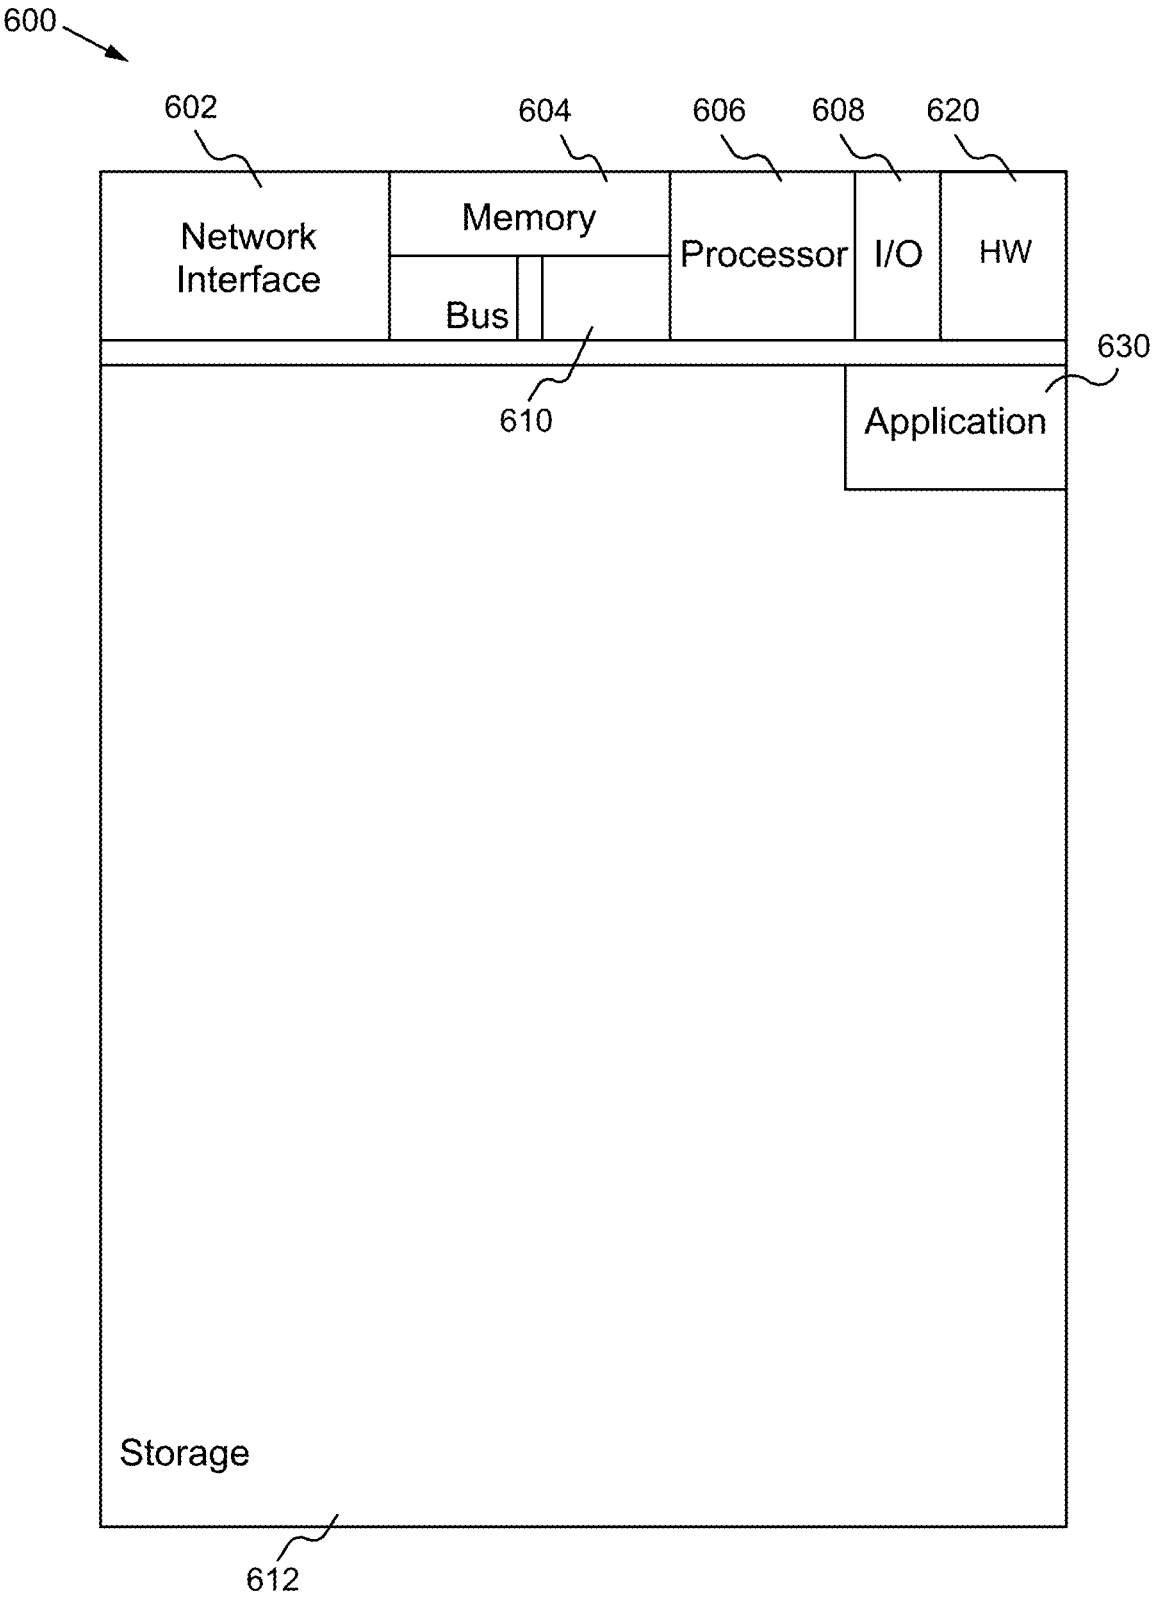 600
602
604
606
608
620
Network
Interface
Memory
Processor
I/O
HW
Bus
630
610
Application
Storage
612